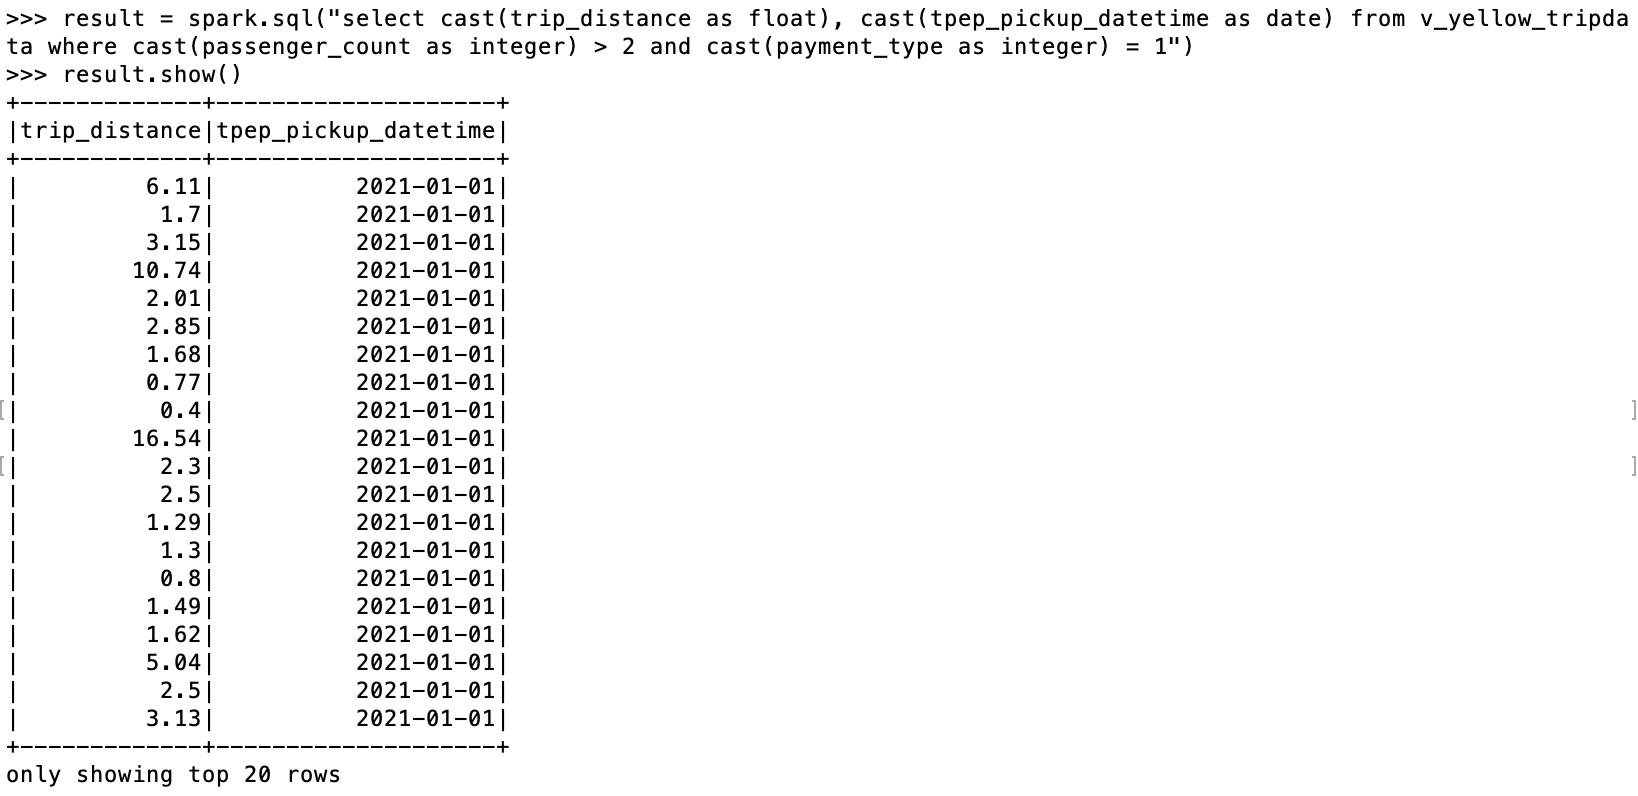 >>> result = spark.sql("select cast(trip_distance as float), cast(tpep_pickup_datetime as date) from v_yellow_tripda
ta where cast(passenger_count as integer) > 2 and cast(payment_type as integer) = 1")
>>> result.show()
+-------------+--------------------+
|trip_distance|tpep_pickup_datetime|
+-------------+--------------------+
|         6.11|          2021-01-01|
|          1.7|          2021-01-01|
|         3.15|          2021-01-01|
|        10.74|          2021-01-01|
|         2.01|          2021-01-01|
|         2.85|          2021-01-01|
|         1.68|          2021-01-01|
|         0.77|          2021-01-01|
[|          0.4|          2021-01-01| ]
|        16.54|          2021-01-01|
[|          2.3|          2021-01-01| ]
|          2.5|          2021-01-01|
|         1.29|          2021-01-01|
|          1.3|          2021-01-01|
|          0.8|          2021-01-01|
|         1.49|          2021-01-01|
|         1.62|          2021-01-01|
|         5.04|          2021-01-01|
|          2.5|          2021-01-01|
|         3.13|          2021-01-01|
+-------------+--------------------+
only showing top 20 rows